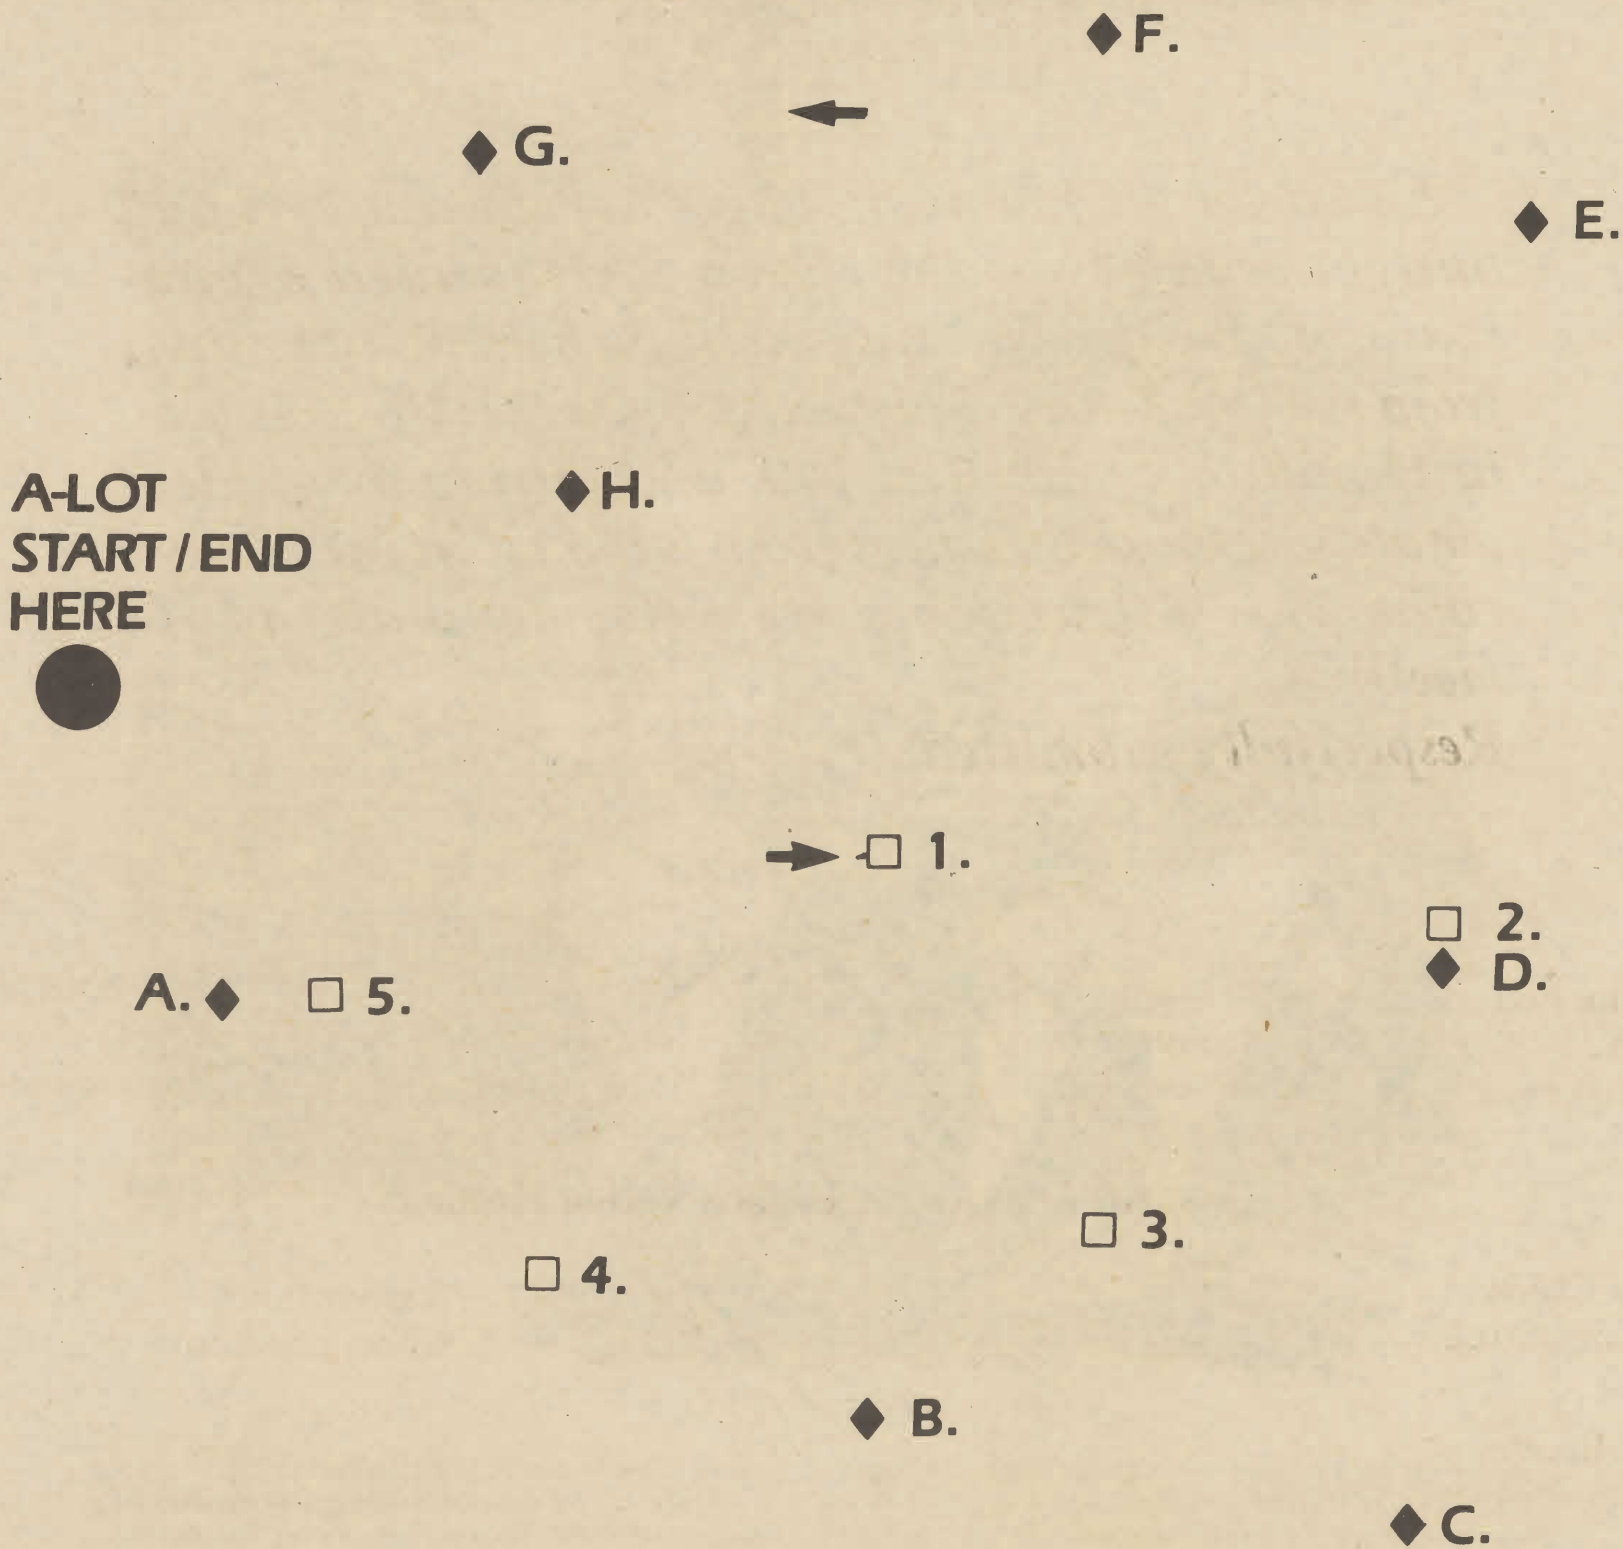 F.
G.
E.
A-LOT
START / END
HERE
H.
1.
2.
D.
A.
5.
3.
4.
B.
C.